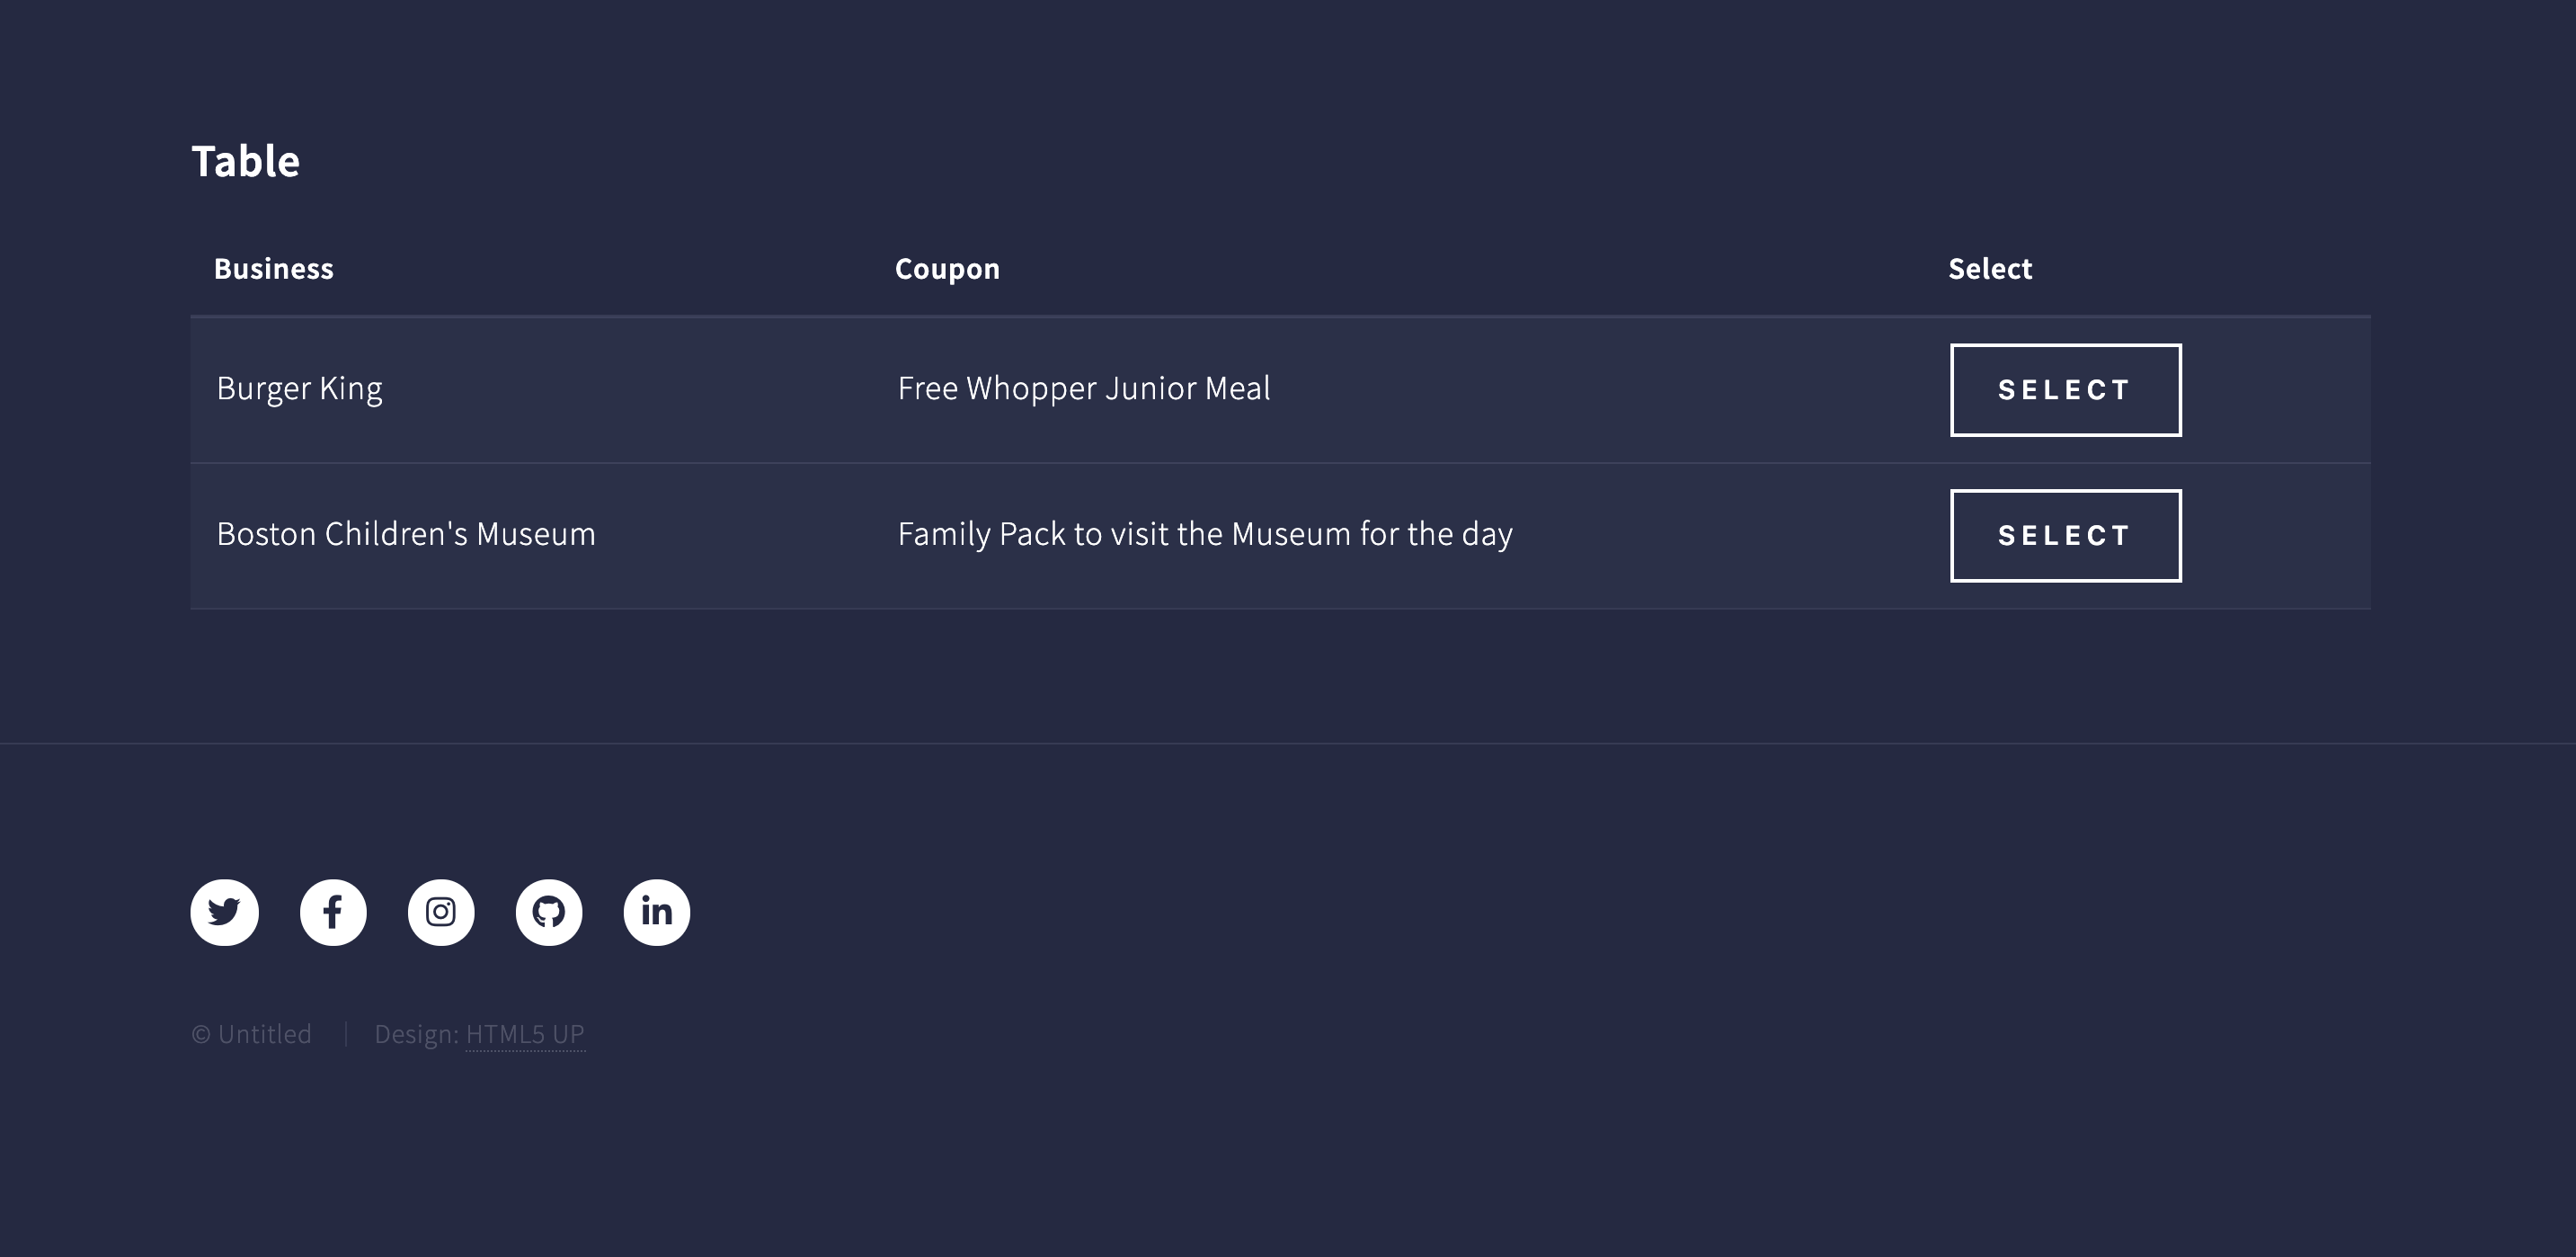 Table
Business Coupon Select
Burger King Free Whopper Junior Meal SELECT
Boston Children's Museum Family Pack to visit the Museum for the day SELECT
© Untitled Design: HTML5 UP